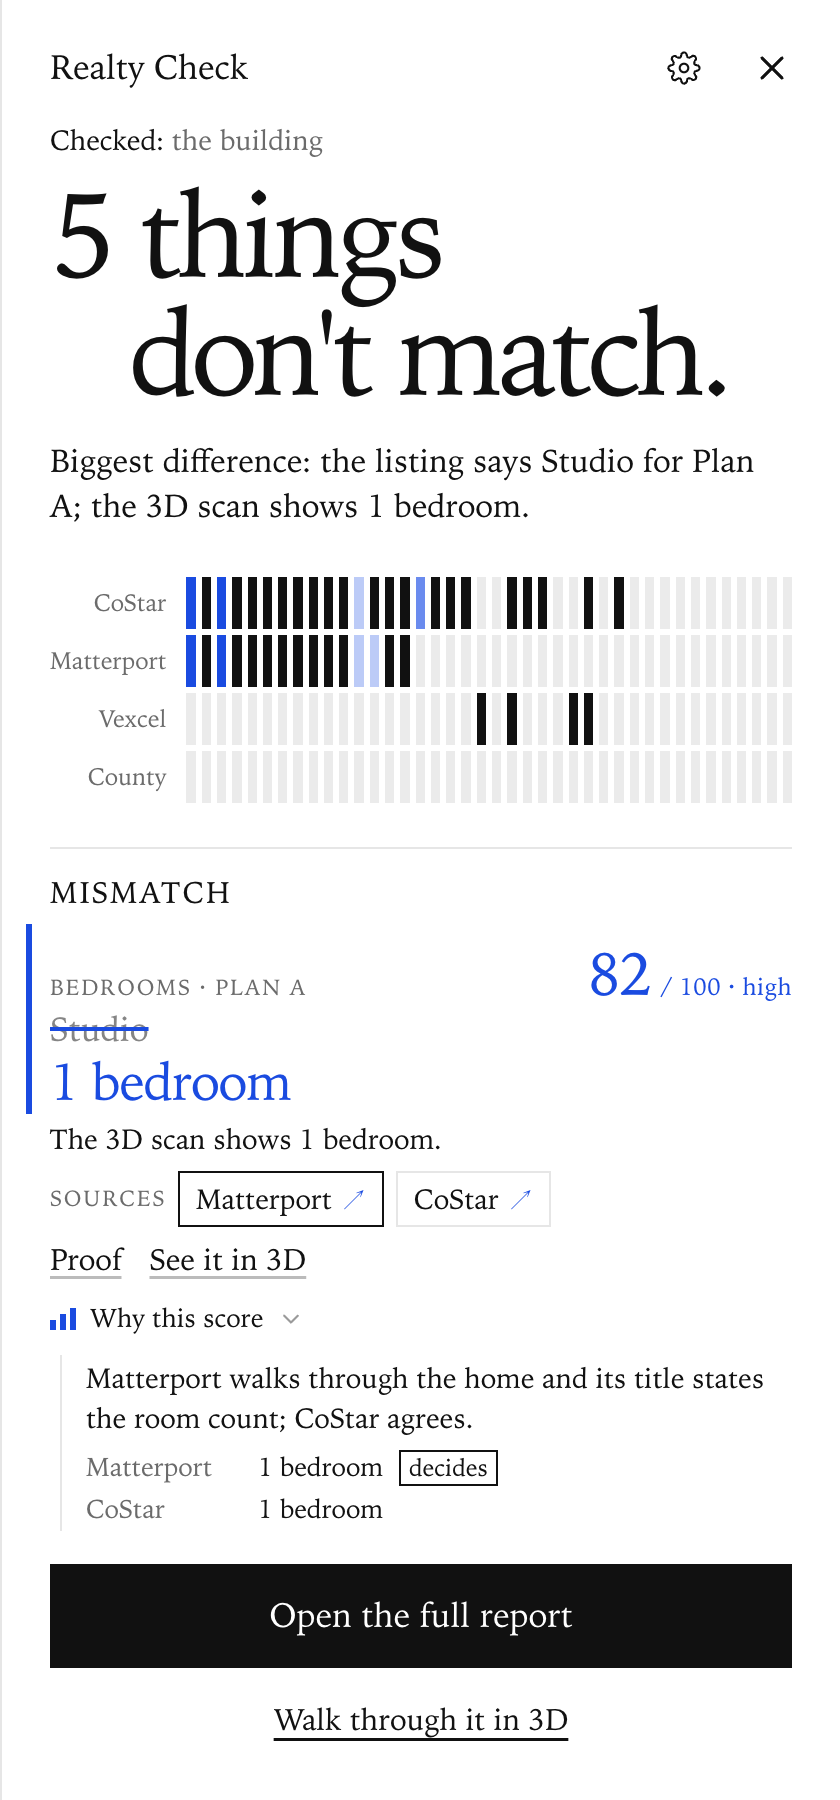 Realty Check
Checked: the building
5 things
don't match.
Biggest difference: the listing says Studio for Plan
A; the 3D scan shows 1 bedroom.
CoStar
Matterport
Vexcel
County
MISMATCH
BEDROOMS · PLAN A
82 / 100 · high
Studio
1 bedroom
The 3D scan shows 1 bedroom.
SOURCES Matterport ↗ CoStar ↗
Proof See it in 3D
Why this score
Matterport walks through the home and its title states
the room count; CoStar agrees.
Matterport 1 bedroom decides
CoStar 1 bedroom
Open the full report
Walk through it in 3D